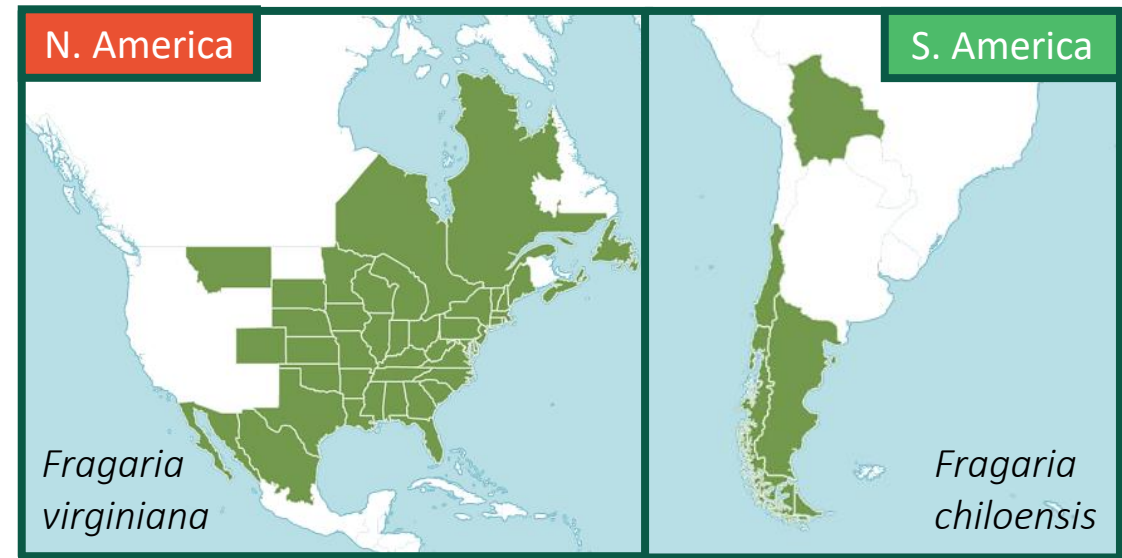 N. America
S. America
Fragaria
virginiana
Fragaria
chiloensis